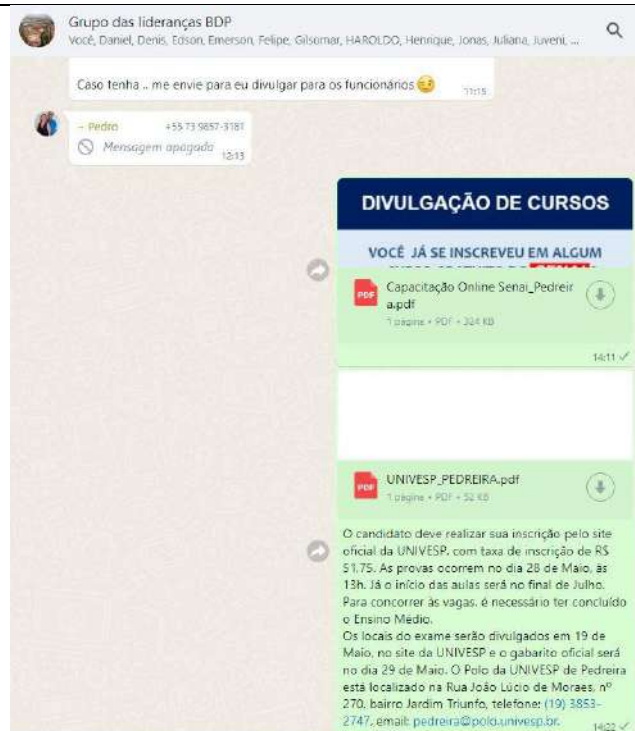 Grupo das lideranças BDP
Você, Daniel, Denis, Edson, Emerson, Felipe, Gilsomar, HAROLDO, Henrique, Jonas, Juliana, Juveni, ...
Caso tenha .. me envie para eu divulgar para os funcionários 😉
11:15
~ Pedro +55 73 9857-3181
Mensagem apagada
12:13
DIVULGAÇÃO DE CURSOS
VOCÊ JÁ SE INSCREVEU EM ALGUM
PDF
Capacitação Online Senai_Pedreir
a.pdf
1 página • PDF • 324 KB
14:11
PDF
UNIVESP_PEDREIRA.pdf
1 página • PDF • 52 KB
O candidato deve realizar sua inscrição pelo site
oficial da UNIVESP, com taxa de inscrição de R$
51,75. As provas ocorrem no dia 28 de Maio, às
13h. Já o início das aulas será no final de Julho.
Para concorrer às vagas, é necessário ter concluído
o Ensino Médio.
Os locais do exame serão divulgados em 19 de
Maio, no site da UNIVESP e o gabarito oficial será
no dia 29 de Maio. O Polo da UNIVESP de Pedreira
está localizado na Rua João Lúcio de Moraes, nº
270, bairro Jardim Triunfo, telefone: (19) 3853-
2747, email: pedreira@polo.univesp.br.
14:22